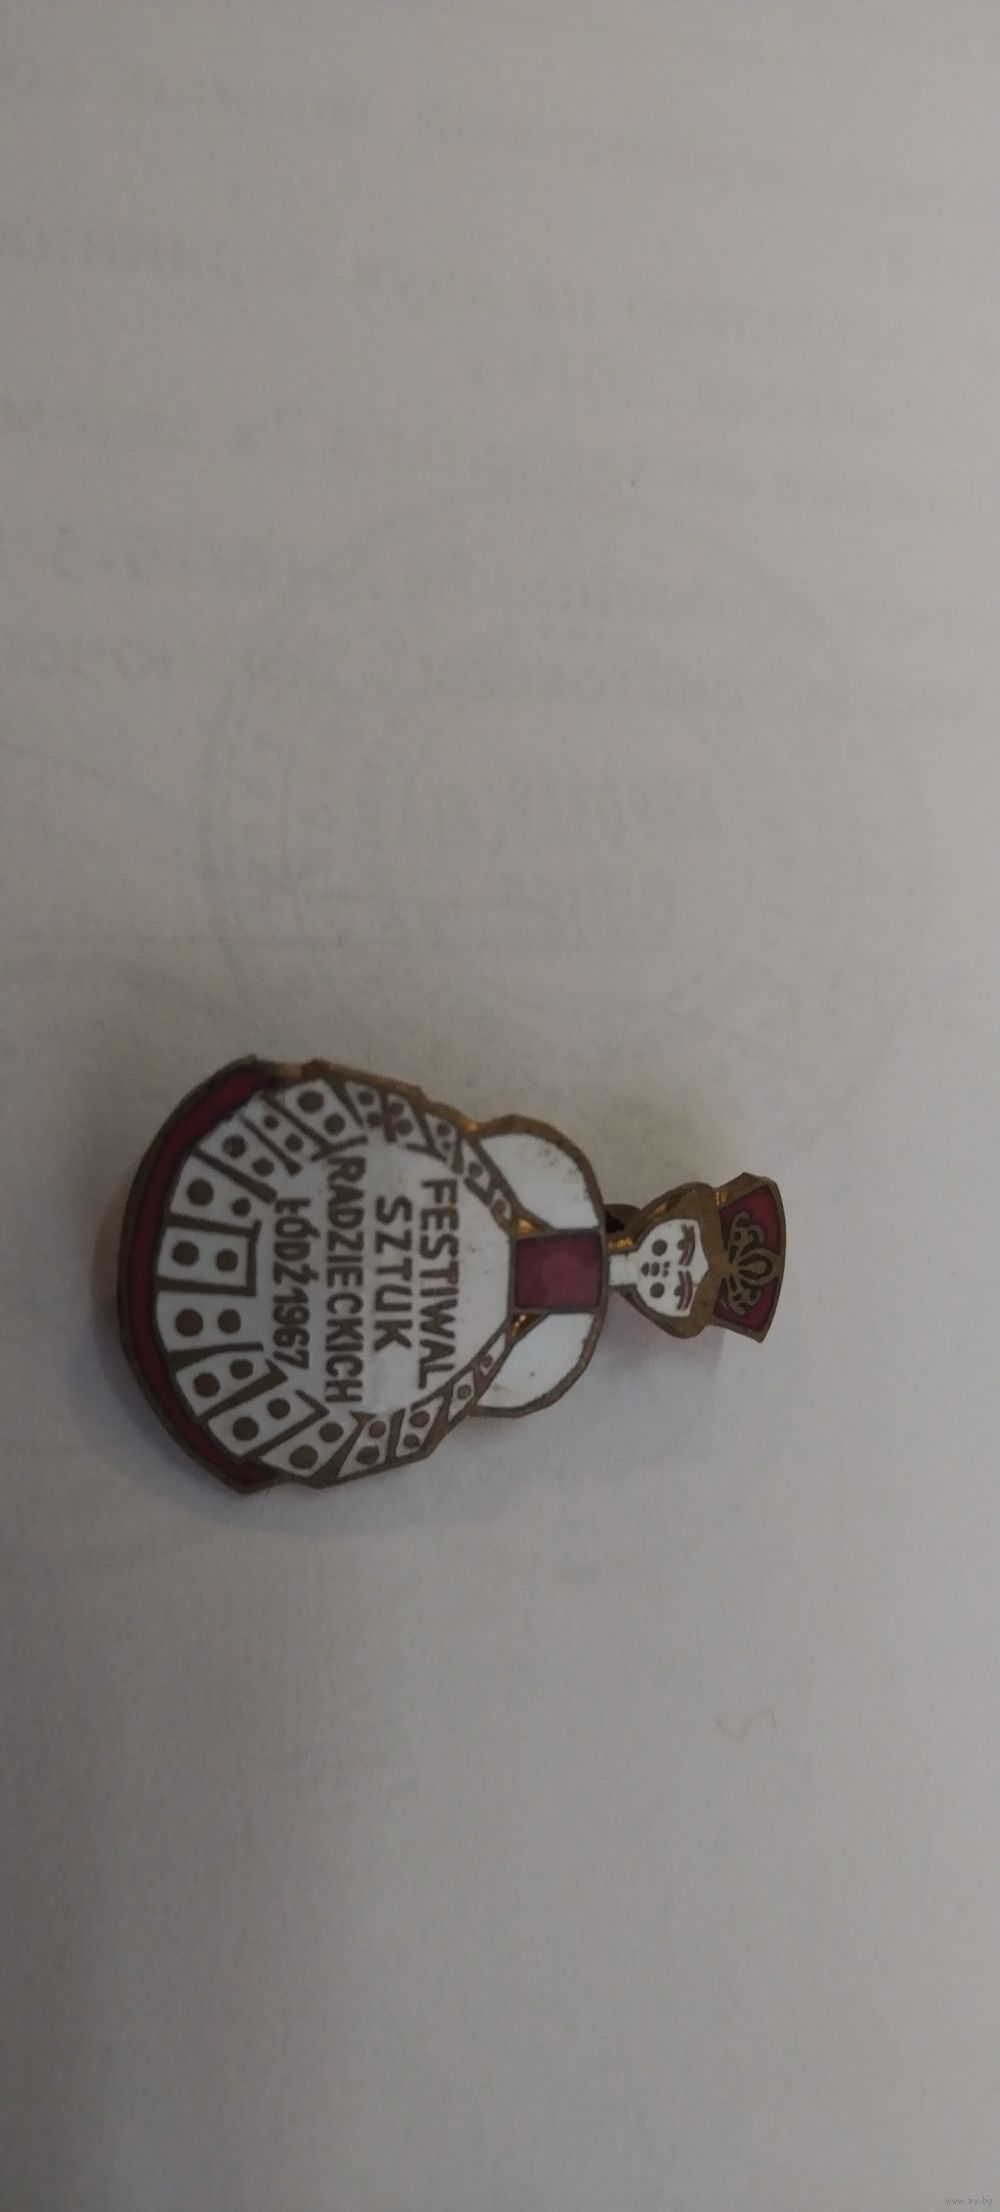 FESTIWAL
SZTUK
RADZIECKICH
ŁÓDŹ 1967
www.ay.by